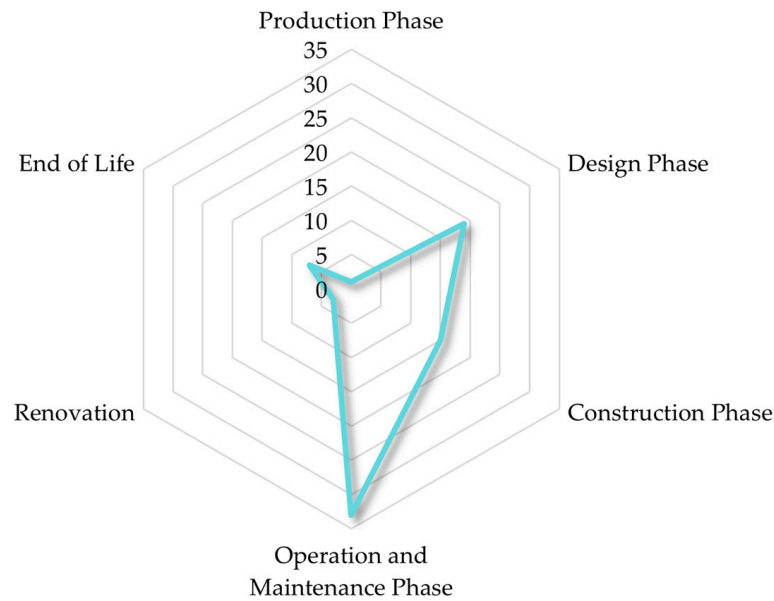 Production Phase
35
30
25
20
15
10
5
0
End of Life
Design Phase
Renovation
Construction Phase
Operation and
Maintenance Phase